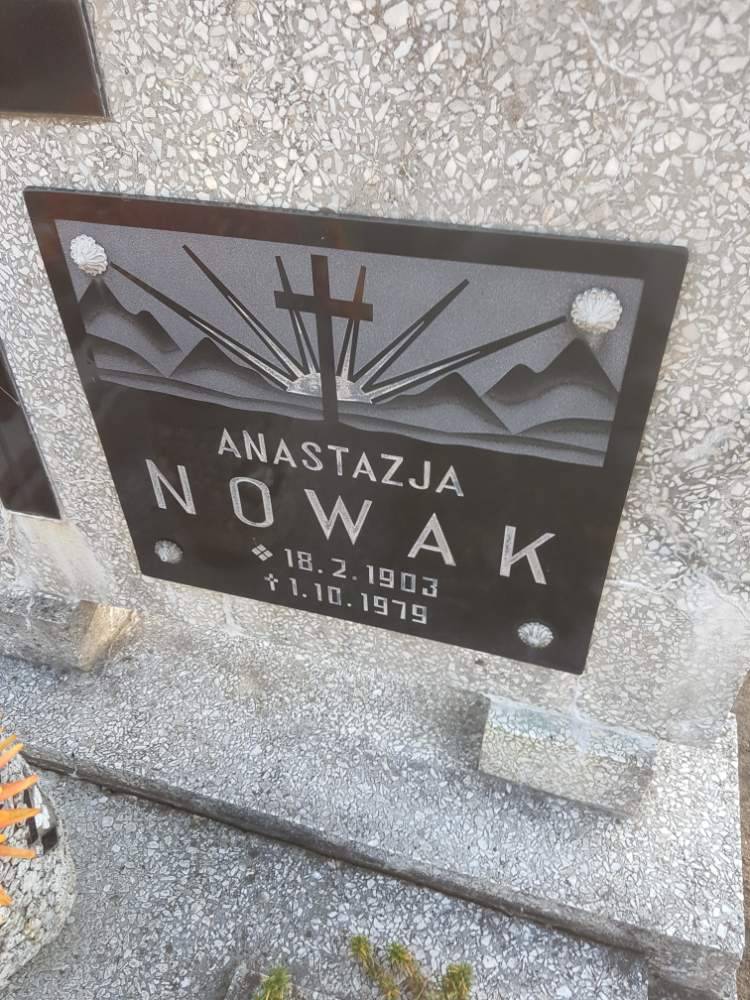 ANASTAZJA
NOWAK
18.2.1903
✝ 1.10.1979